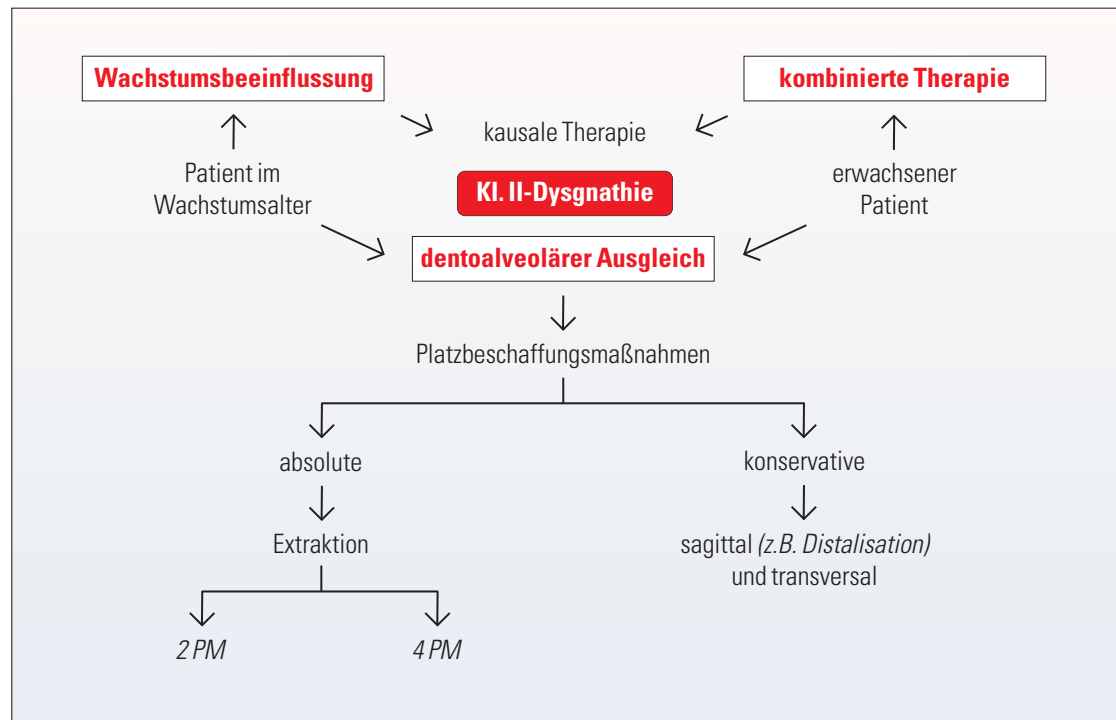 Wachstumsbeeinflussung
kombinierte Therapie
kausale Therapie
Patient im
Wachstumsalter
Kl. II-Dysgnathie
erwachsener
Patient
dentoalveolärer Ausgleich
Platzbeschaffungsmaßnahmen
absolute
konservative
Extraktion
sagittal (z.B. Distalisation)
und transversal
2 PM
4 PM